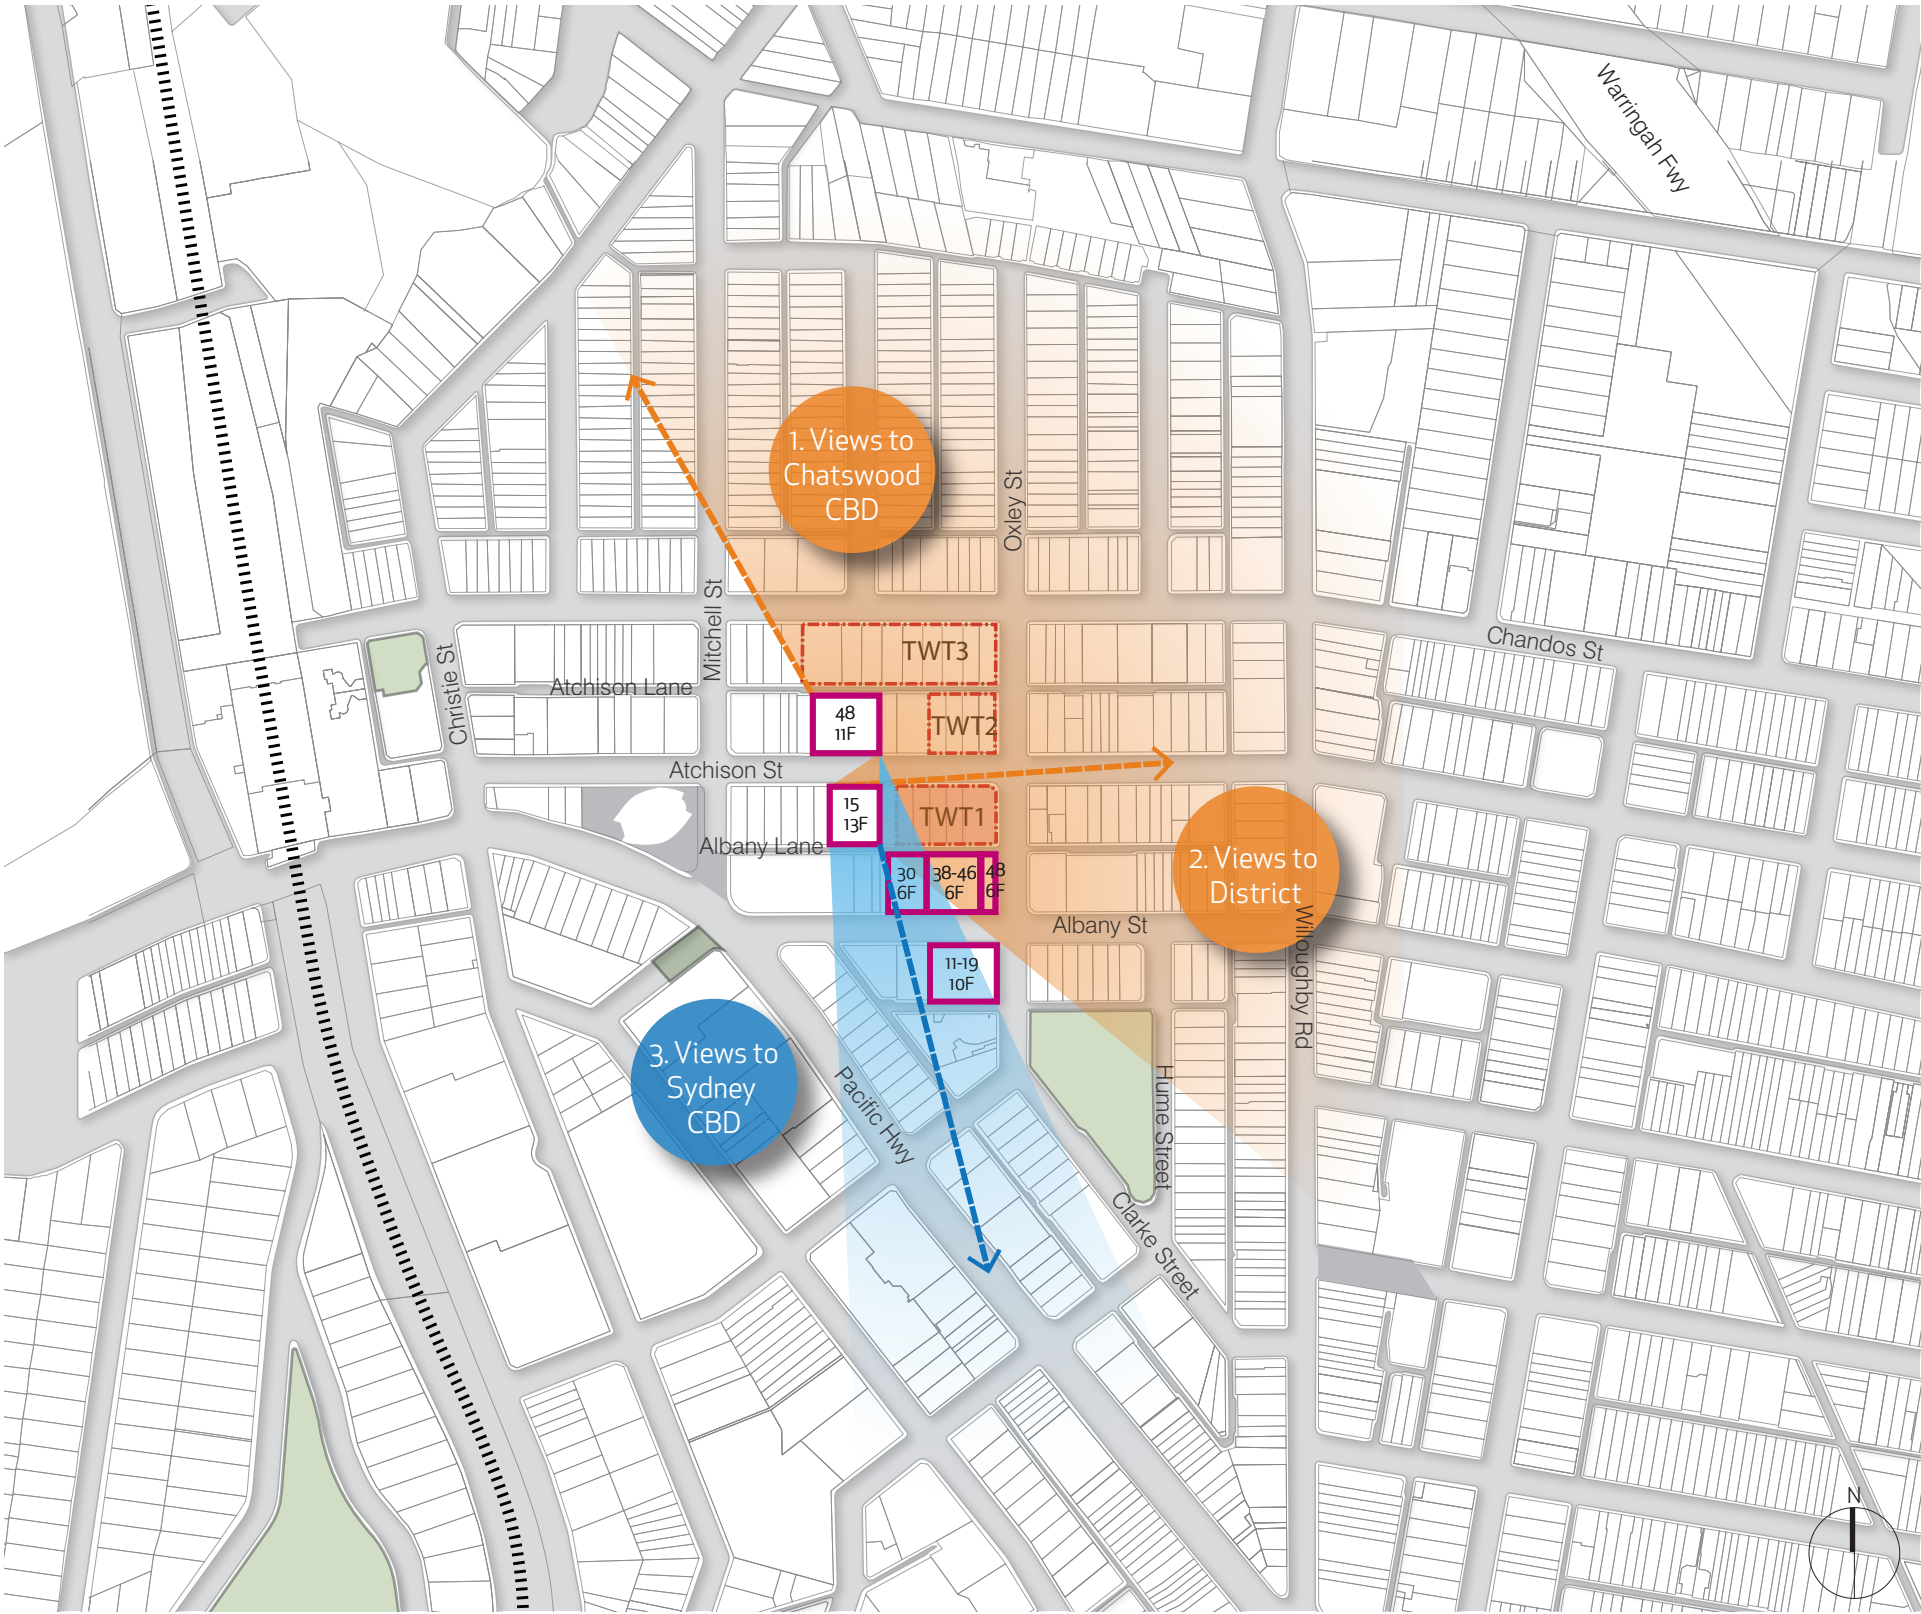 Warringah Fwy
1. Views to
Chatswood
CBD
Oxley St
Mitchell St
Chandos St
TWT3
Christie St
Atchison Lane
48
11F
TWT2
Atchison St
15
13F
TWT1
Albany Lane
30
6F
38-46
6F
48
6F
2. Views to
District
Albany St
Willoughby Rd
11-19
10F
3. Views to
Sydney
CBD
Pacific Hwy
Hume Street
Clarke Street
N